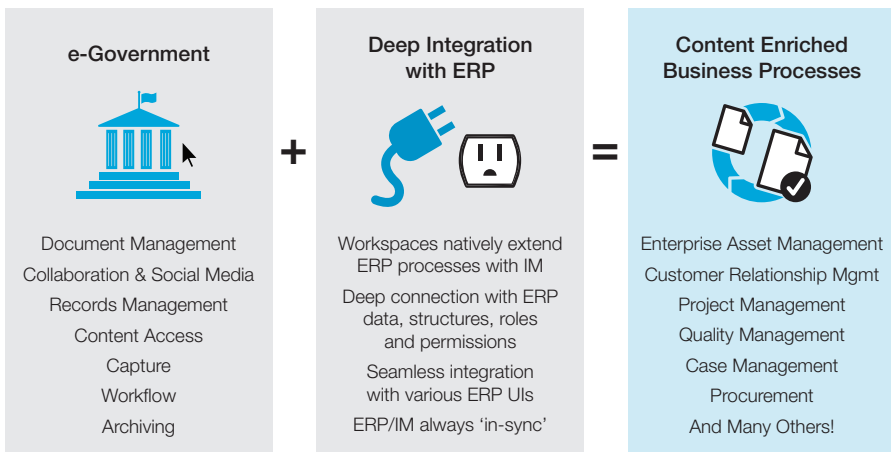 e-Government
Document Management
Collaboration & Social Media
Records Management
Content Access
Capture
Workflow
Archiving
+
Deep Integration
with ERP
Workspaces natively extend
ERP processes with IM
Deep connection with ERP
data, structures, roles
and permissions
Seamless integration
with various ERP UIs
ERP/IM always ‘in-sync’
=
Content Enriched
Business Processes
Enterprise Asset Management
Customer Relationship Mgmt
Project Management
Quality Management
Case Management
Procurement
And Many Others!